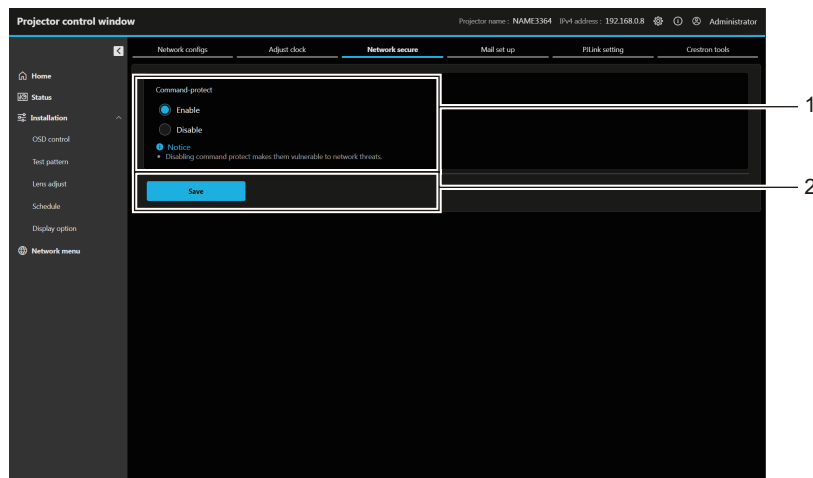 Projector control window
Projector name : NAME3364 IPv4 address : 192.168.0.8 Administrator
Network configs Adjust clock Network secure Mail set up PJLink setting Crestron tools
Home
Status
Installation
OSD control
Test pattern
Lens adjust
Schedule
Display option
Network menu
Command-protect
Enable
Disable
Notice
• Disabling command protect makes them vulnerable to network threats.
Save
1
2